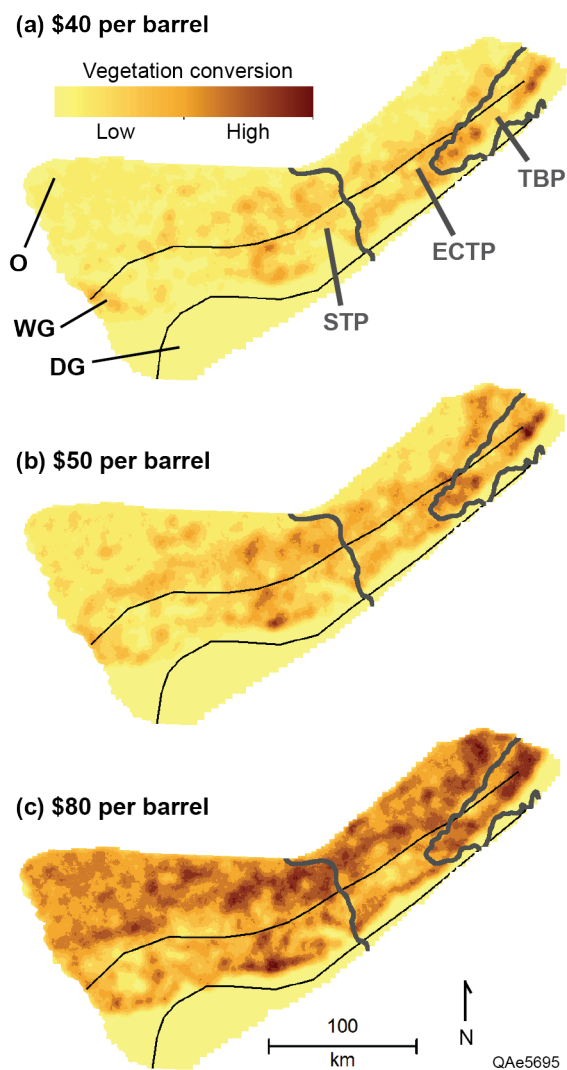 (a) $40 per barrel
Vegetation conversion
Low High
TBP
O
ECTP
WG
STP
DG
(b) $50 per barrel
(c) $80 per barrel
100
km
N
QAe5695